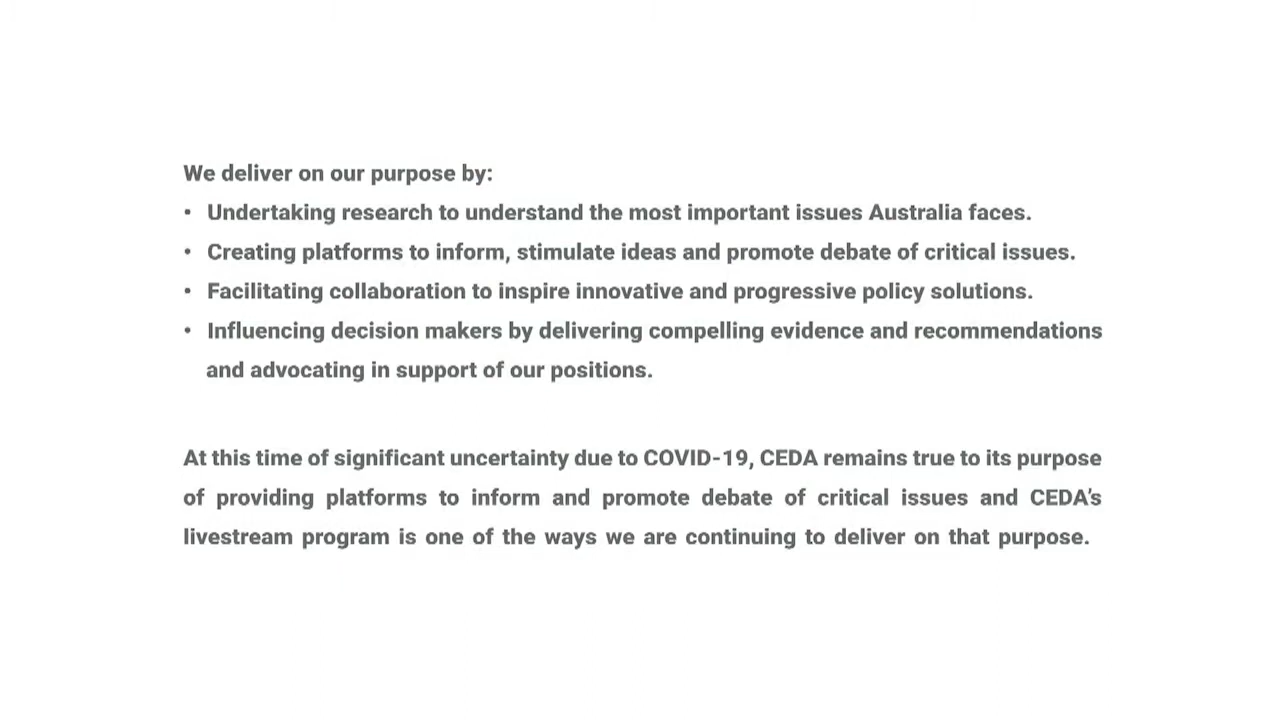 We deliver on our purpose by:
• Undertaking research to understand the most important issues Australia faces.
• Creating platforms to inform, stimulate ideas and promote debate of critical issues.
• Facilitating collaboration to inspire innovative and progressive policy solutions.
• Influencing decision makers by delivering compelling evidence and recommendations
and advocating in support of our positions.
At this time of significant uncertainty due to COVID-19, CEDA remains true to its purpose
of providing platforms to inform and promote debate of critical issues and CEDA’s
livestream program is one of the ways we are continuing to deliver on that purpose.